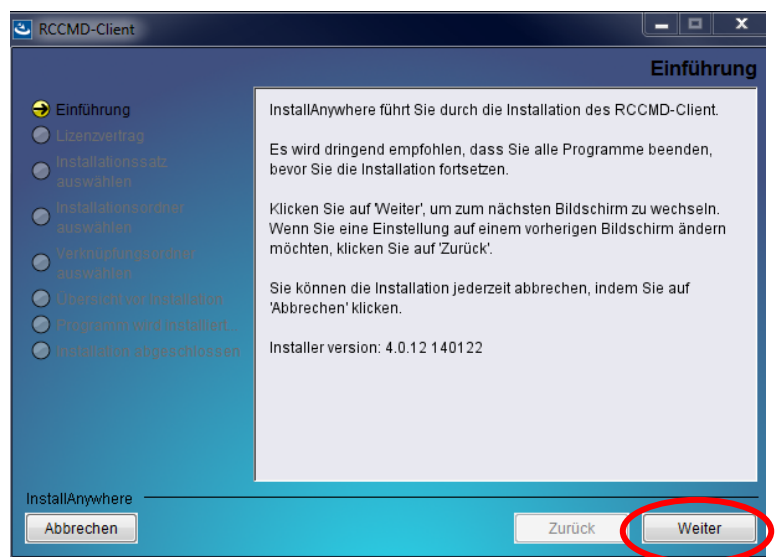 RCCMD-Client
Einführung
Einführung
Lizenzvertrag
Installationssatz
auswählen
Installationsordner
auswählen
Verknüpfungsordner
auswählen
Übersicht vor Installation
Programm wird installiert...
Installation abgeschlossen
InstallAnywhere führt Sie durch die Installation des RCCMD-Client.
Es wird dringend empfohlen, dass Sie alle Programme beenden,
bevor Sie die Installation fortsetzen.
Klicken Sie auf 'Weiter', um zum nächsten Bildschirm zu wechseln.
Wenn Sie eine Einstellung auf einem vorherigen Bildschirm ändern
möchten, klicken Sie auf 'Zurück'.
Sie können die Installation jederzeit abbrechen, indem Sie auf
'Abbrechen' klicken.
Installer version: 4.0.12 140122
InstallAnywhere
Abbrechen
Zurück
Weiter